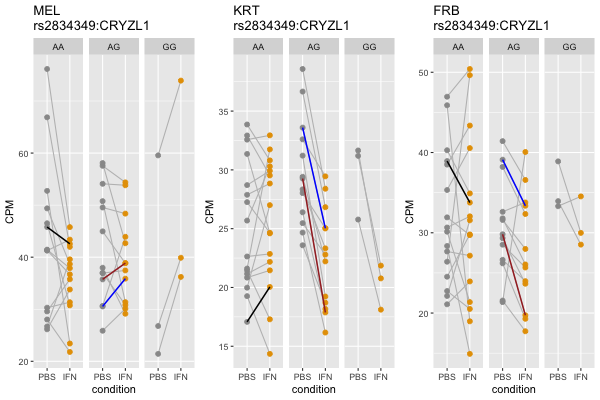 MEL
rs2834349:CRYZL1
AA AG GG
CPM
60
40
20
PBS IFN PBS IFN PBS IFN
condition
KRT
rs2834349:CRYZL1
AA AG GG
CPM
35
30
25
20
15
PBS IFN PBS IFN PBS IFN
condition
FRB
rs2834349:CRYZL1
AA AG GG
CPM
50
40
30
20
PBS IFN PBS IFN PBS IFN
condition